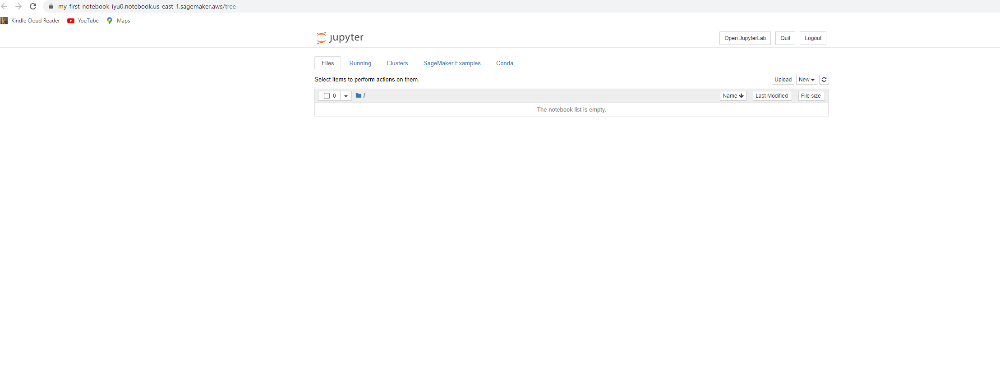 my-first-notebook-iyu0.notebook.us-east-1.sagemaker.aws/tree
Kindle Cloud Reader YouTube Maps
jupyter Open JupyterLab Quit Logout
Files Running Clusters SageMaker Examples Conda
Select items to perform actions on them. Upload New
0 / Name Last Modified File size
The notebook list is empty.